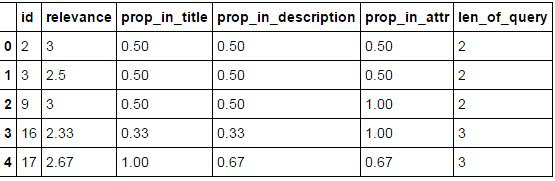 id relevance prop_in_title prop_in_description prop_in_attr len_of_query
0 2 3 0.50 0.50 0.50 2
1 3 2.5 0.50 0.50 0.50 2
2 9 3 0.50 0.50 1.00 2
3 16 2.33 0.33 0.33 1.00 3
4 17 2.67 1.00 0.67 0.67 3